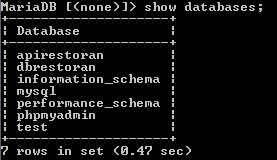 MariaDB [(none)]> show databases;
+--------------------+
| Database           |
+--------------------+
| apirestoran        |
| dbrestoran         |
| information_schema |
| mysql              |
| performance_schema |
| phpmyadmin         |
| test               |
+--------------------+
7 rows in set (0.47 sec)